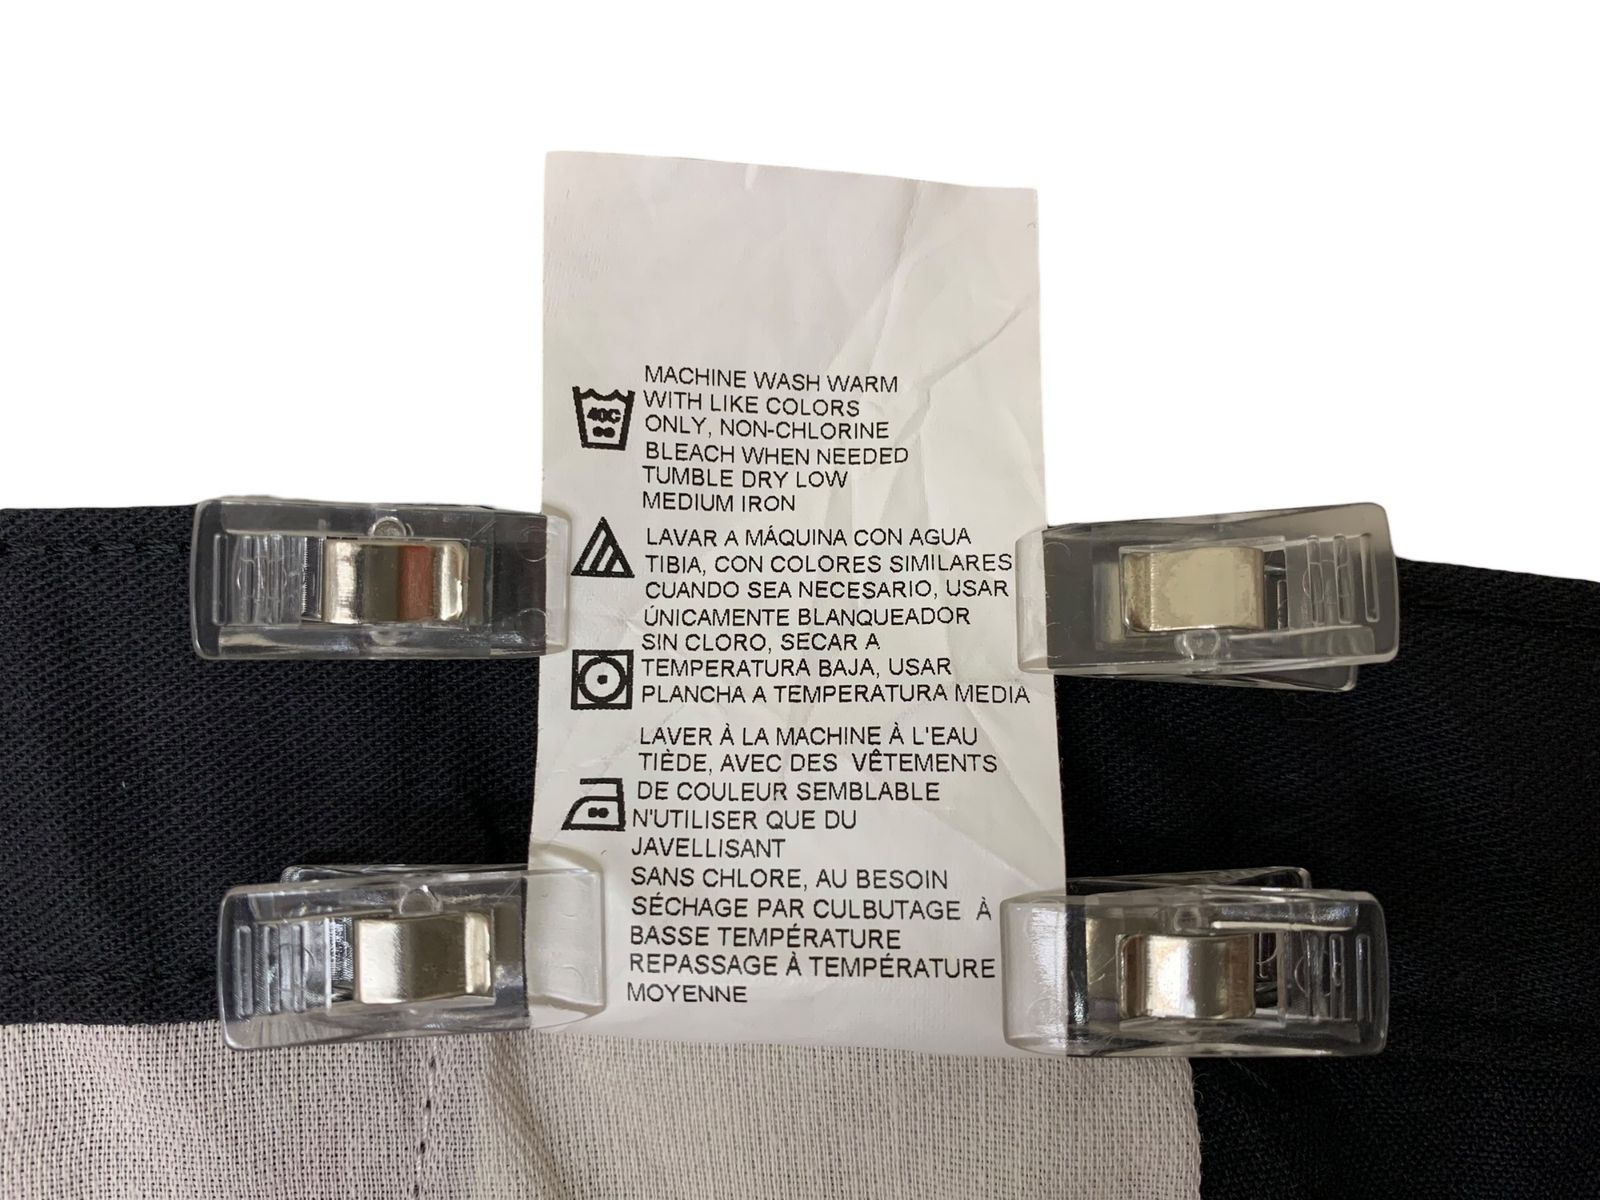 MACHINE WASH WARM
WITH LIKE COLORS
ONLY, NON-CHLORINE
BLEACH WHEN NEEDED
TUMBLE DRY LOW
MEDIUM IRON
40C
LAVAR A MÁQUINA CON AGUA
TIBIA, CON COLORES SIMILARES
CUANDO SEA NECESARIO, USAR
ÚNICAMENTE BLANQUEADOR
SIN CLORO, SECAR A
TEMPERATURA BAJA, USAR
PLANCHA A TEMPERATURA MEDIA
LAVER À LA MACHINE À L'EAU
TIÈDE, AVEC DES VÊTEMENTS
DE COULEUR SEMBLABLE
N'UTILISER QUE DU
JAVELLISANT
SANS CHLORE, AU BESOIN
SÉCHAGE PAR CULBUTAGE À
BASSE TEMPÉRATURE
REPASSAGE À TEMPÉRATURE
MOYENNE